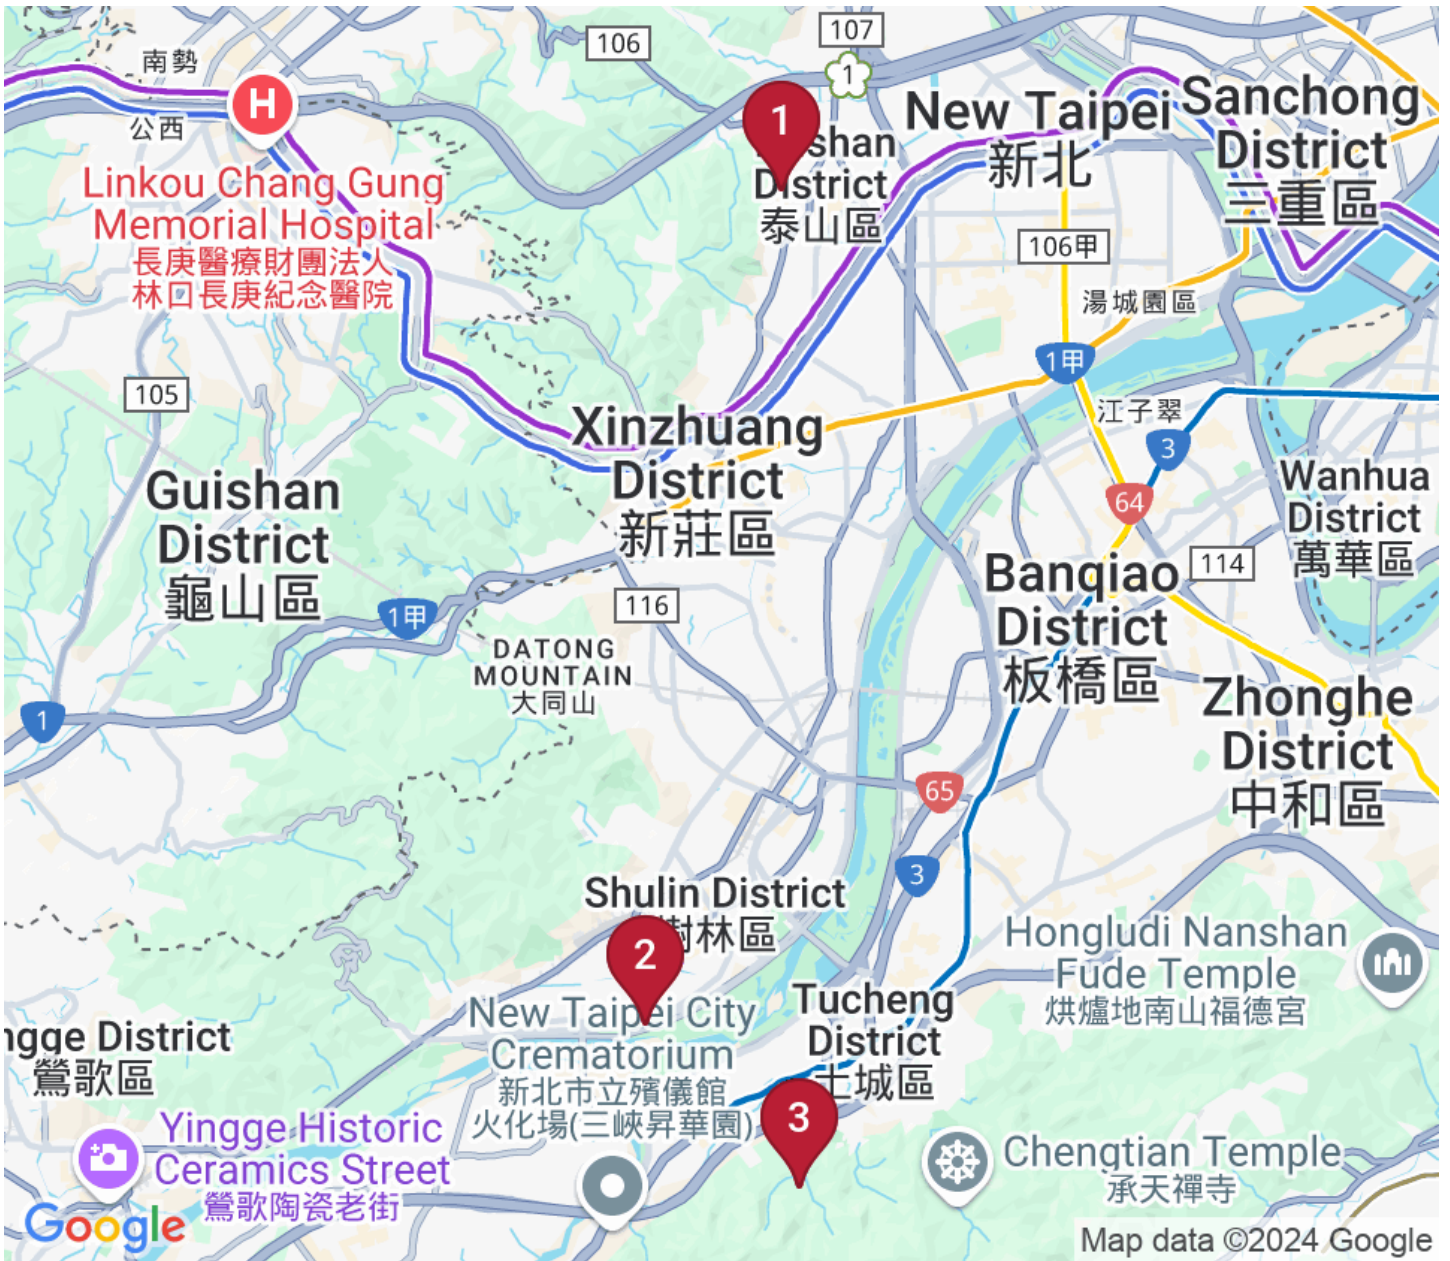 107
106
南勢
1
H
1
New Taipei
新北
Sanchong
District
三重區
公西
shan
District
泰山區
Linkou Chang Gung
Memorial Hospital
長庚醫療財團法人
林口長庚紀念醫院
106甲
湯城園區
1甲
105
江子翠
3
Xinzhuang
District
新莊區
Guishan
District
龜山區
Wanhua
District
萬華區
64
114
Banqiao
District
板橋區
116
1甲
DATONG
MOUNTAIN
大同山
1
Zhonghe
District
中和區
65
3
Shulin District
樹林區
2
Hongludi Nanshan
Fude Temple
烘爐地南山福德宮
New Taipei City
Crematorium
新北市立殯儀館
火化場(三峽昇華園)
Tucheng
District
土城區
ngge District
鶯歌區
3
Yingge Historic
Ceramics Street
鶯歌陶瓷老街
Chengtian Temple
承天禪寺
Google
Map data ©2024 Google